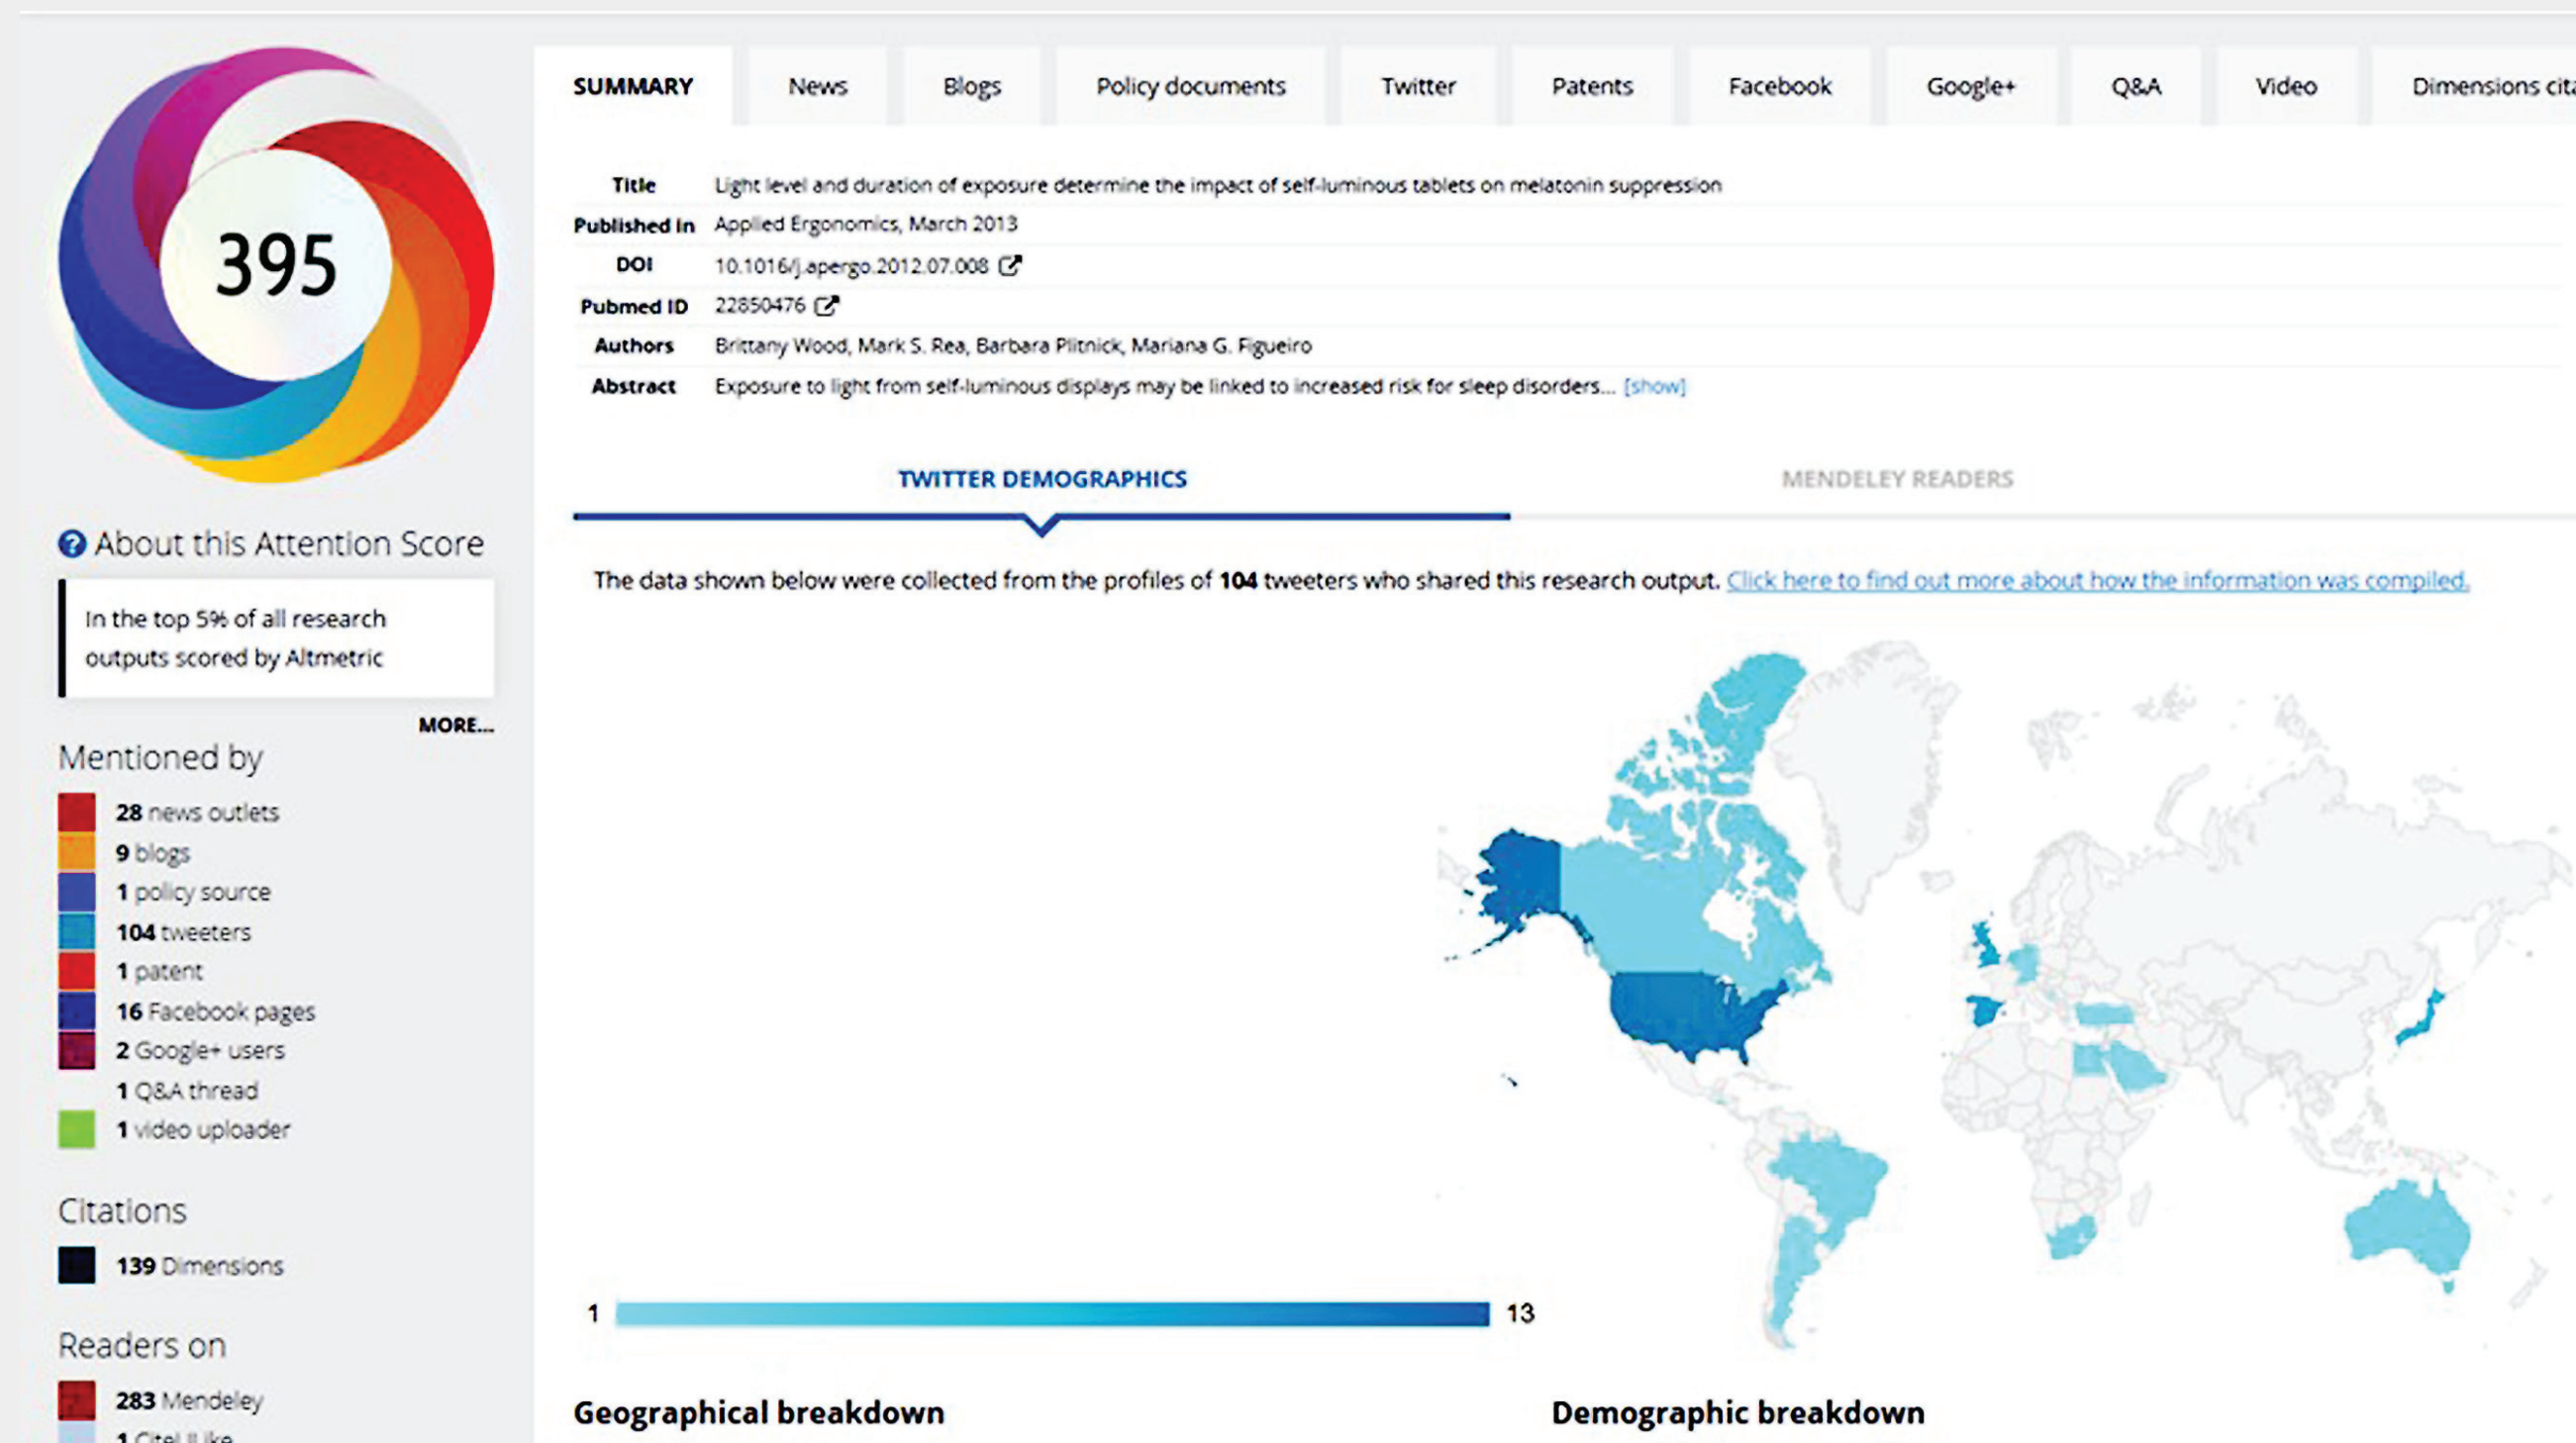 395
About this Attention Score
In the top 5% of all research
outputs scored by Altmetric
MORE...
Mentioned by
28 news outlets
9 blogs
1 policy source
104 tweeters
1 patent
16 Facebook pages
2 Google+ users
1 Q&A thread
1 video uploader
Citations
139 Dimensions
Readers on
283 Mendeley
1 CiteULike
SUMMARY News Blogs Policy documents Twitter Patents Facebook Google+ Q&A Video Dimensions cita
Title Light level and duration of exposure determine the impact of self-luminous tablets on melatonin suppression
Published in Applied Ergonomics, March 2013
DOI 10.1016/j.apergo.2012.07.008
Pubmed ID 22850476
Authors Brittany Wood, Mark S. Rea, Barbara Plitnick, Mariana G. Figueiro
Abstract Exposure to light from self-luminous displays may be linked to increased risk for sleep disorders... [show]
TWITTER DEMOGRAPHICS MENDELEY READERS
The data shown below were collected from the profiles of 104 tweeters who shared this research output. Click here to find out more about how the information was compiled.
1 13
Geographical breakdown Demographic breakdown